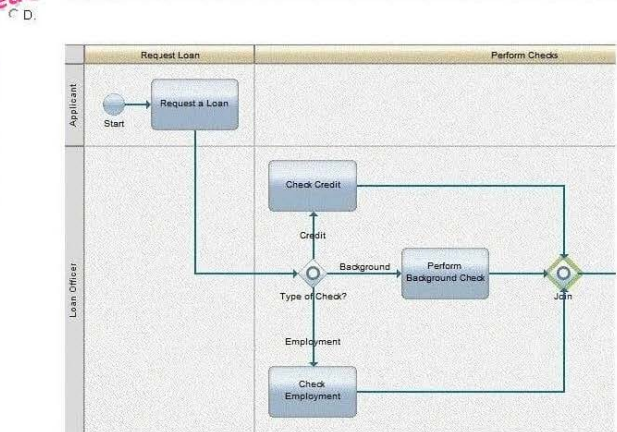 D.
Request Loan
Perform Checks
Applicant
Start
Request a Loan
Loan Officer
Check Credit
Credit
Type of Check?
Background
Perform
Background Check
Join
Employment
Check
Employment